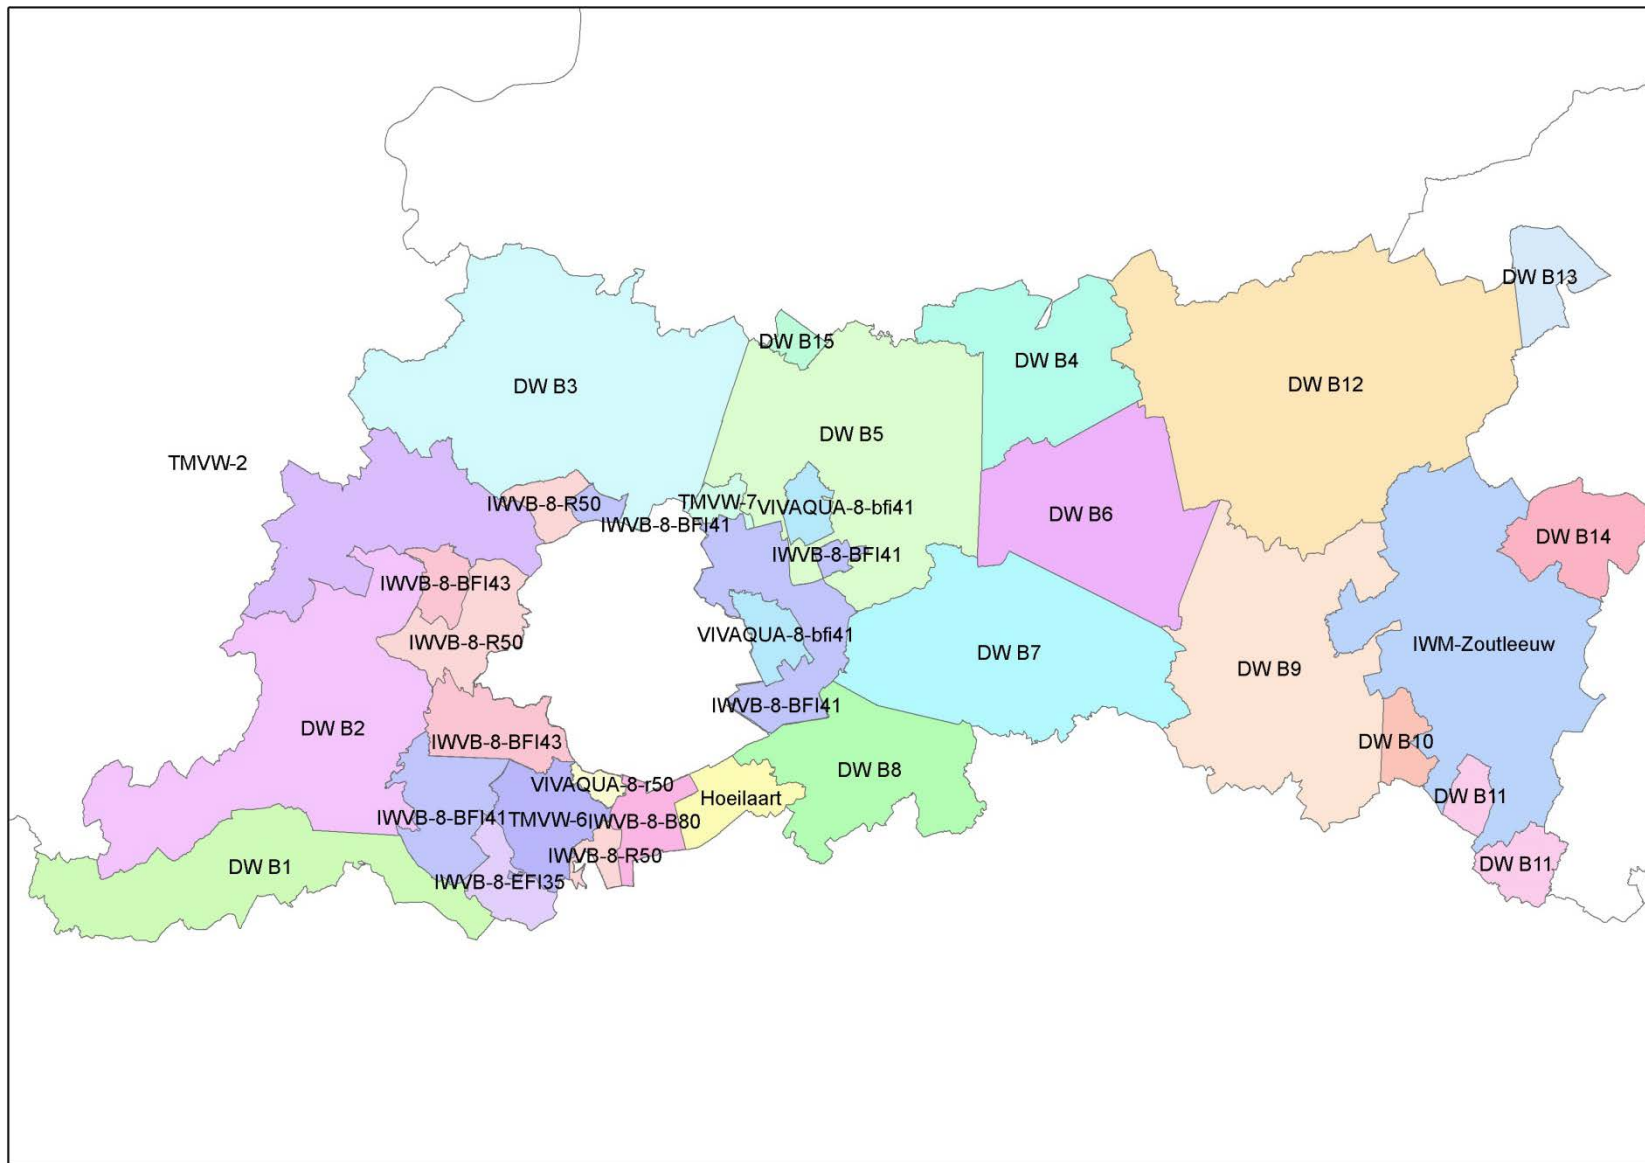 DW B13
DW B15
DW B4
DW B3
DW B12
DW B5
TMVW-2
IWVB-8-R50
TMVW-7
VIVAQUA-8-bfi41
DW B6
IWVB-8-BFI41
DW B14
IWVB-8-BFI41
IWVB-8-BFI43
VIVAQUA-8-bfi41
IWVB-8-R50
IWM-Zoutleeuw
DW B7
DW B9
IWVB-8-BFI41
DW B2
IWVB-8-BFI43
DW B10
DW B8
VIVAQUA-8-r50
Hoeilaart
DW B11
IWVB-8-BFI41
TMVW-6
IWVB-8-B80
IWVB-8-R50
DW B11
DW B1
IWVB-8-EFI35